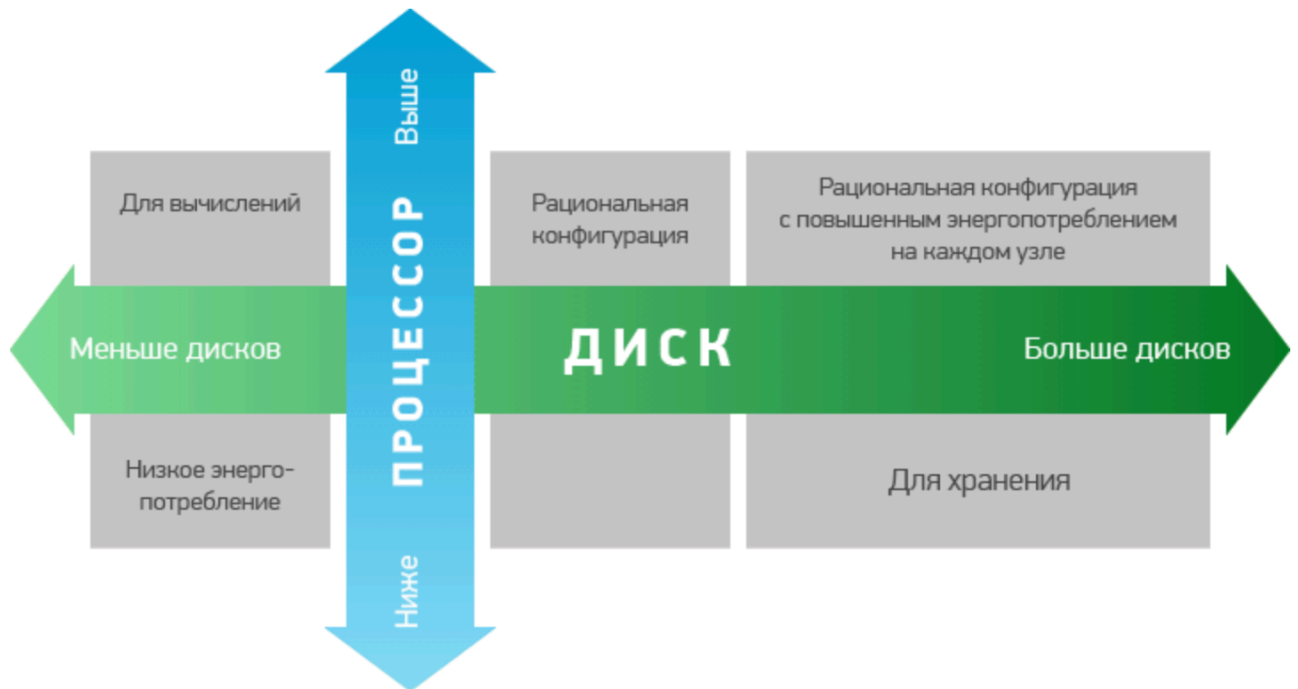 Выше
Для вычислений
Рациональная
конфигурация
Рациональная конфигурация
с повышенным энергопотреблением
на каждом узле
ПРОЦЕССОР
Меньше дисков
ДИСК
Больше дисков
Низкое энерго-
потребление
Для хранения
Ниже